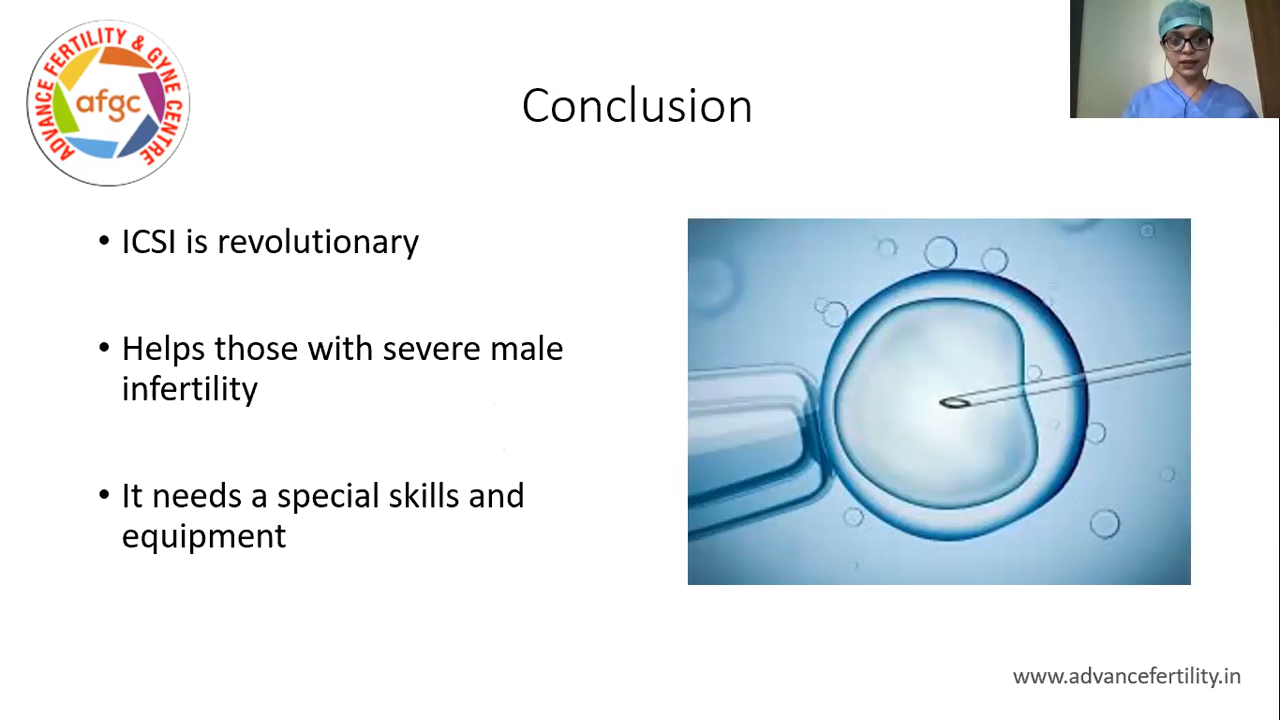 ADVANCE FERTILITY & GYNE CENTRE
afgc
Conclusion
• ICSI is revolutionary
• Helps those with severe male
infertility
• It needs a special skills and
equipment
www.advancefertility.in